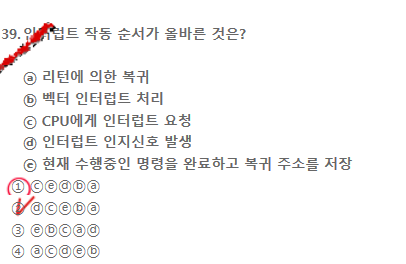 39. 인터럽트 작동 순서가 올바른 것은?
ⓐ 리턴에 의한 복귀
ⓑ 벡터 인터럽트 처리
ⓒ CPU에게 인터럽트 요청
ⓓ 인터럽트 인지신호 발생
ⓔ 현재 수행중인 명령을 완료하고 복귀 주소를 저장
① ⓒⓔⓓⓑⓐ
② ⓓⓒⓔⓑⓐ
③ ⓔⓑⓒⓐⓓ
④ ⓐⓒⓓⓔⓑ